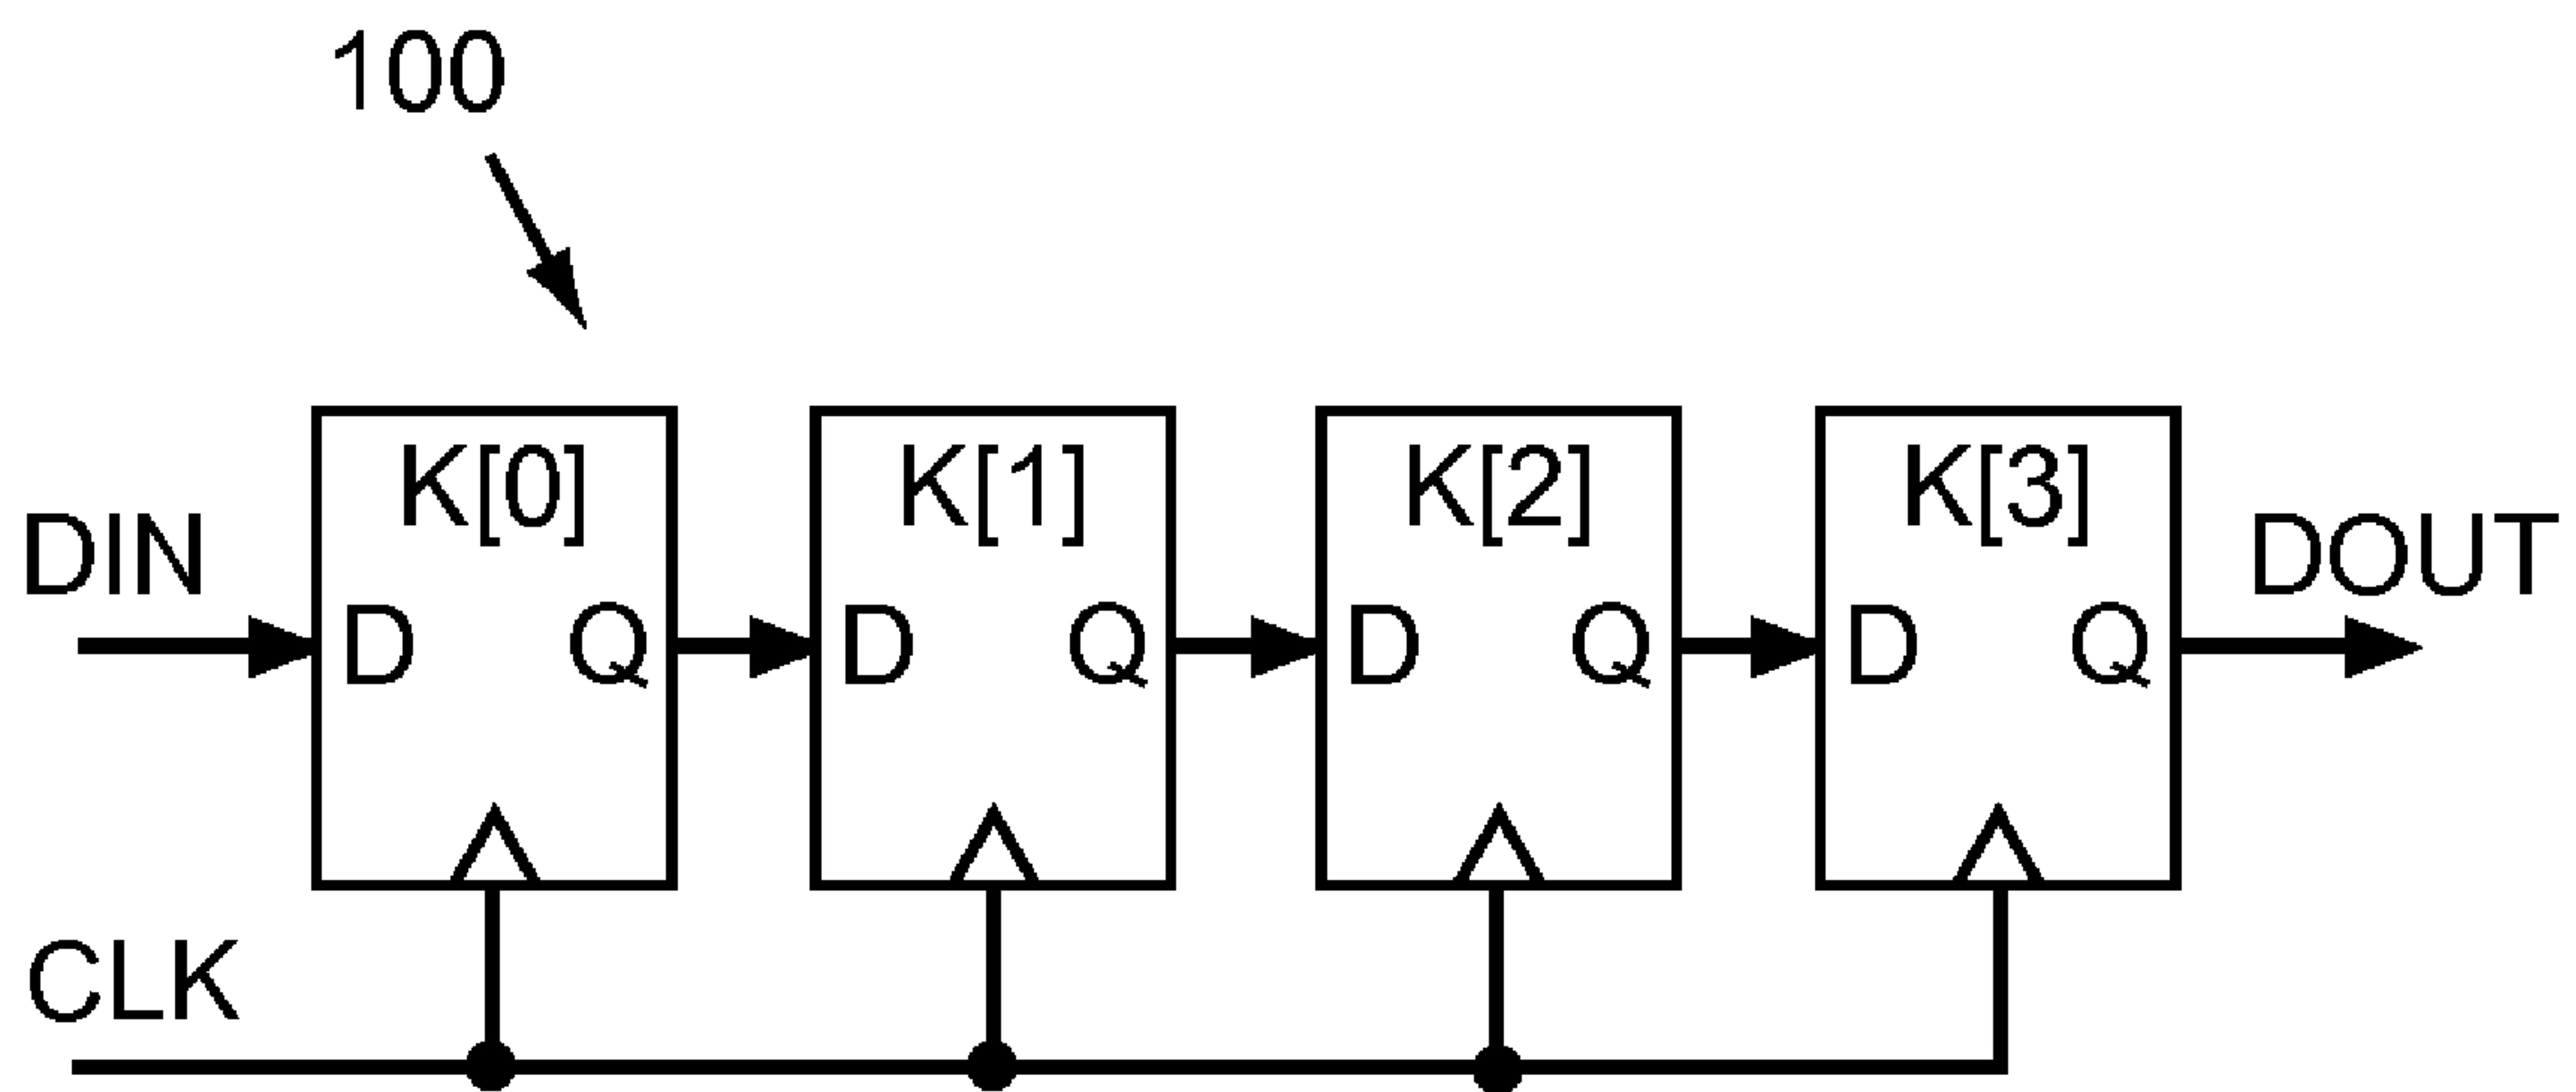 100
K[0] K[1] K[2] K[3]
DIN DOUT
D Q D Q D Q D Q
CLK